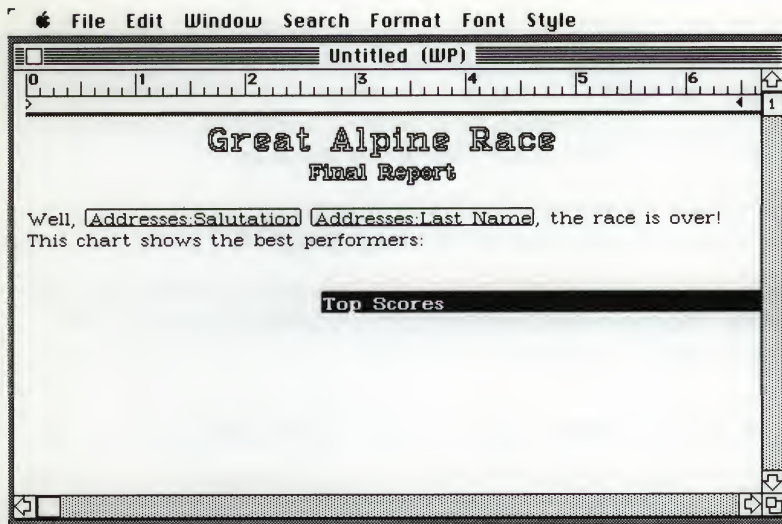 File Edit Window Search Format Font Style
Untitled (WP)
0 1 2 3 4 5 6
1
Great Alpine Race
Final Report
Well, Addresses:Salutation Addresses:Last Name, the race is over!
This chart shows the best performers:
Top Scores